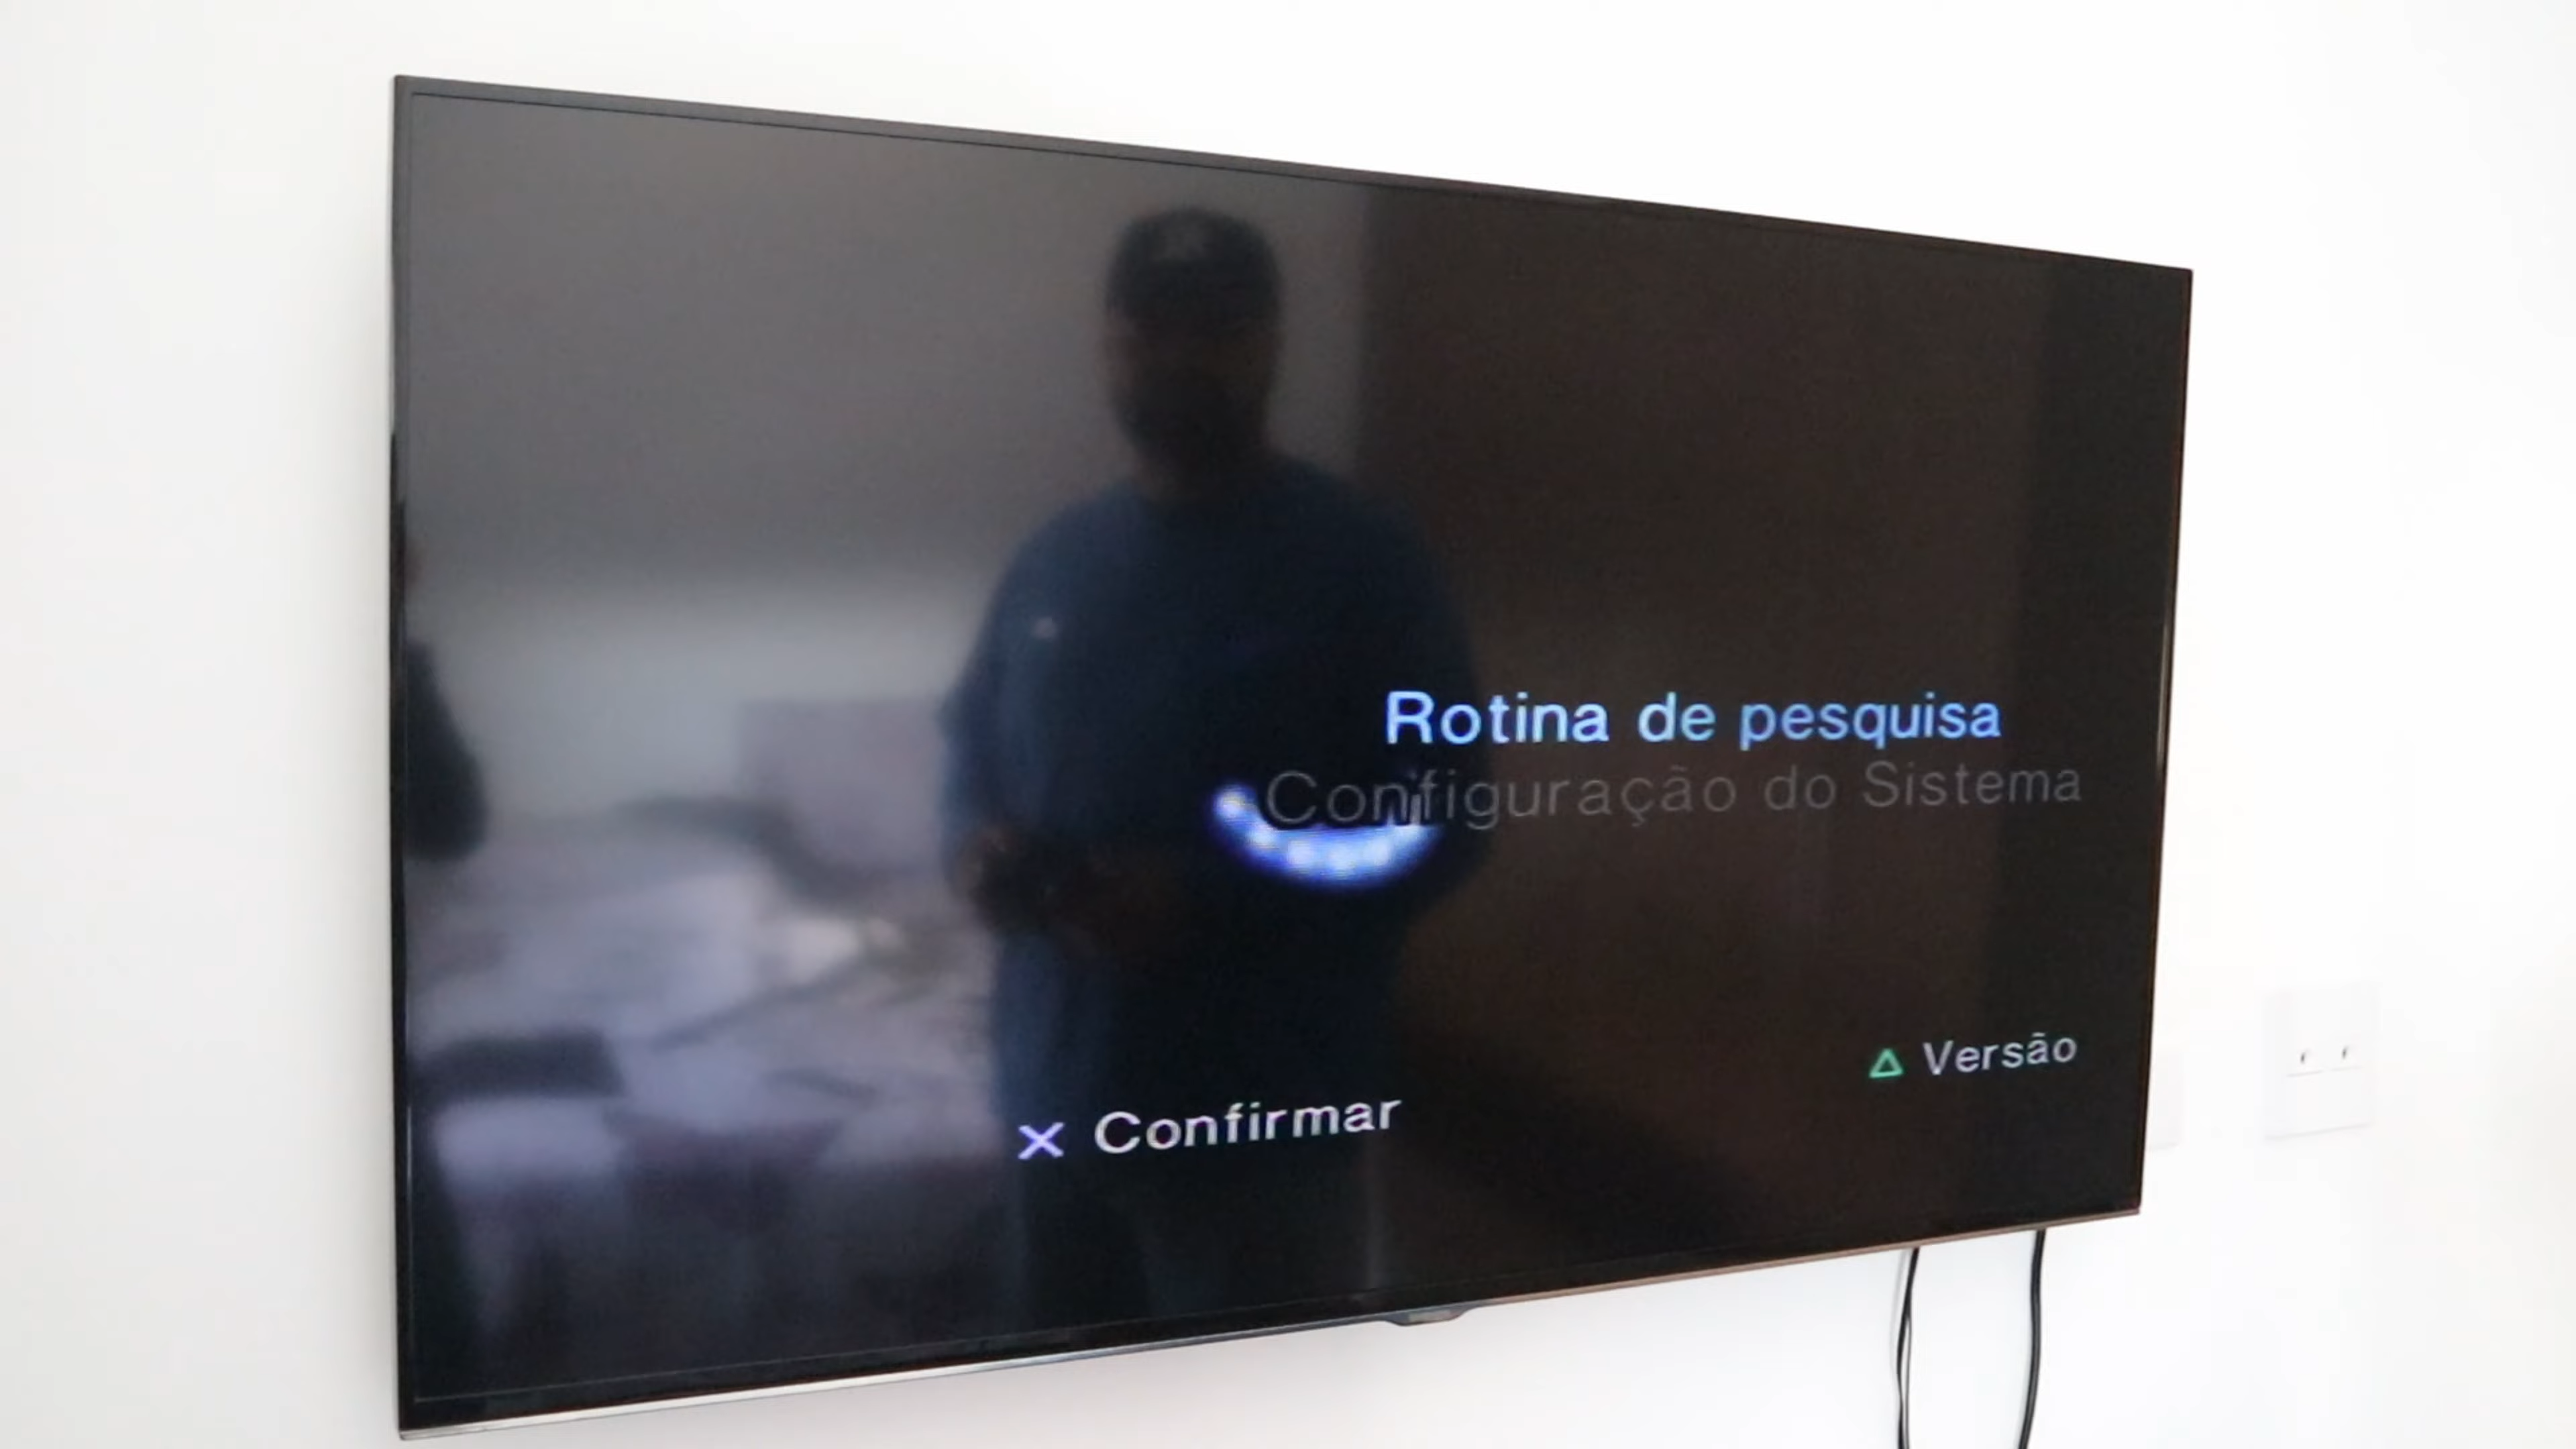 Rotina de pesquisa
Configuração do Sistema
△ Versão
✕ Confirmar